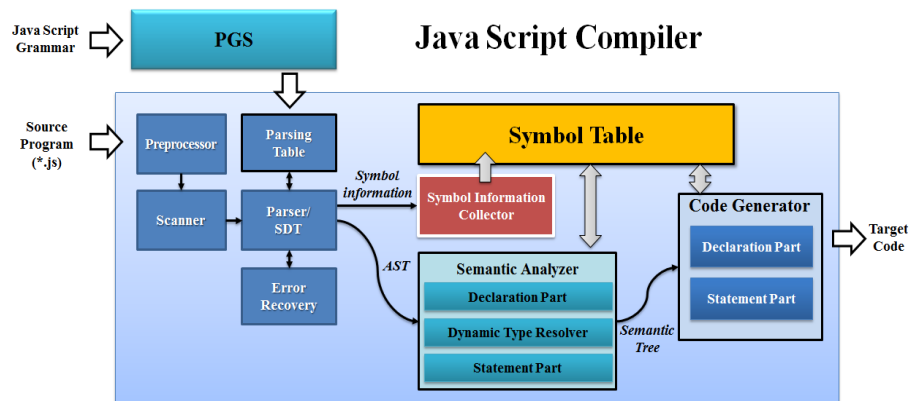 Java Script
Grammar
PGS
Java Script Compiler
Source
Program
(*.js)
Preprocessor
Parsing
Table
Symbol Table
Symbol
information
Scanner
Parser/
SDT
Symbol Information
Collector
Code Generator
Target
Code
Declaration Part
AST
Semantic Analyzer
Error
Recovery
Declaration Part
Statement Part
Dynamic Type Resolver
Semantic
Tree
Statement Part